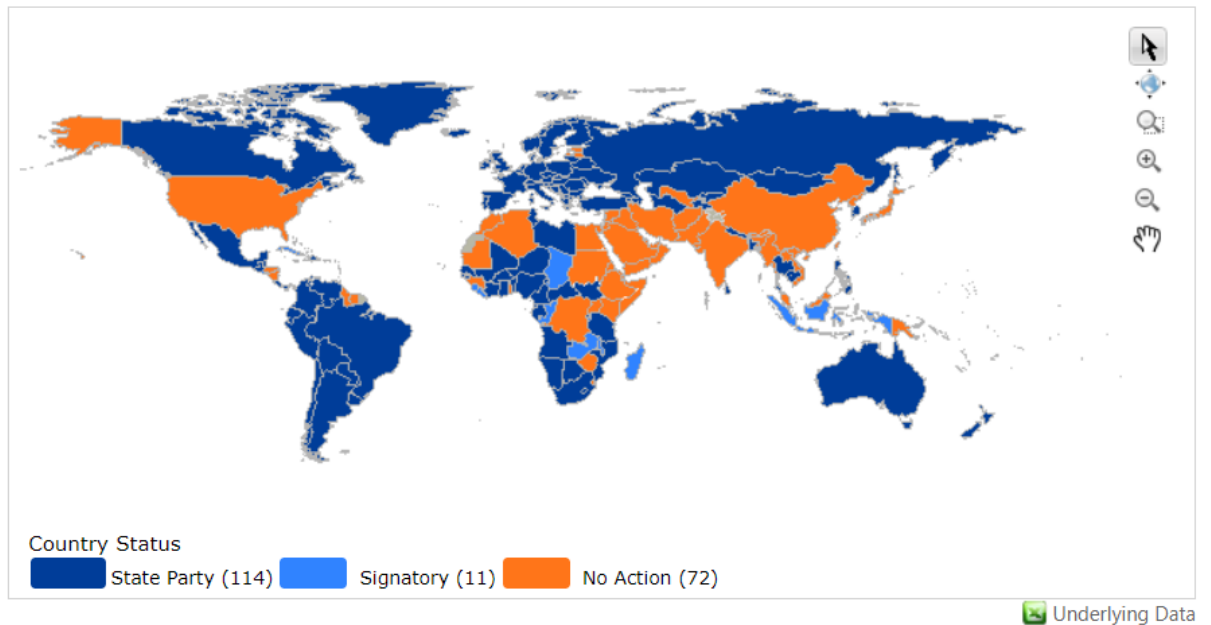 Country Status
State Party (114) Signatory (11) No Action (72)
Underlying Data